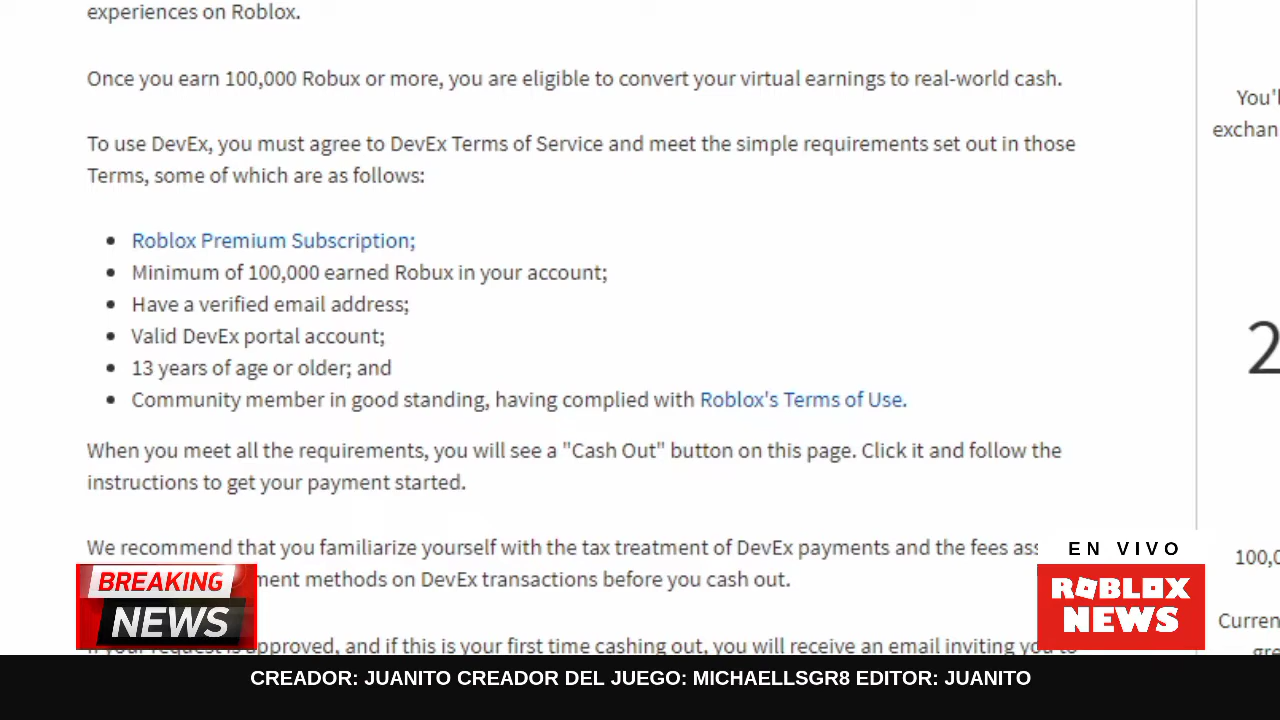 experiences on Roblox.
Once you earn 100,000 Robux or more, you are eligible to convert your virtual earnings to real-world cash.
To use DevEx, you must agree to DevEx Terms of Service and meet the simple requirements set out in those
Terms, some of which are as follows:
Roblox Premium Subscription;
Minimum of 100,000 earned Robux in your account;
Have a verified email address;
Valid DevEx portal account;
13 years of age or older; and
Community member in good standing, having complied with Roblox's Terms of Use.
When you meet all the requirements, you will see a "Cash Out" button on this page. Click it and follow the
instructions to get your payment started.
We recommend that you familiarize yourself with the tax treatment of DevEx payments and the fees
methods on DevEx transactions before you cash out.
and if this is your first time cashing out, you will receive an email inviting you to
You'l
exchan
2
100,0
Curren
EN VIVO
ROBLOX
NEWS
BREAKING
NEWS
CREADOR: JUANITO CREADOR DEL JUEGO: MICHAELLSGR8 EDITOR: JUANITO